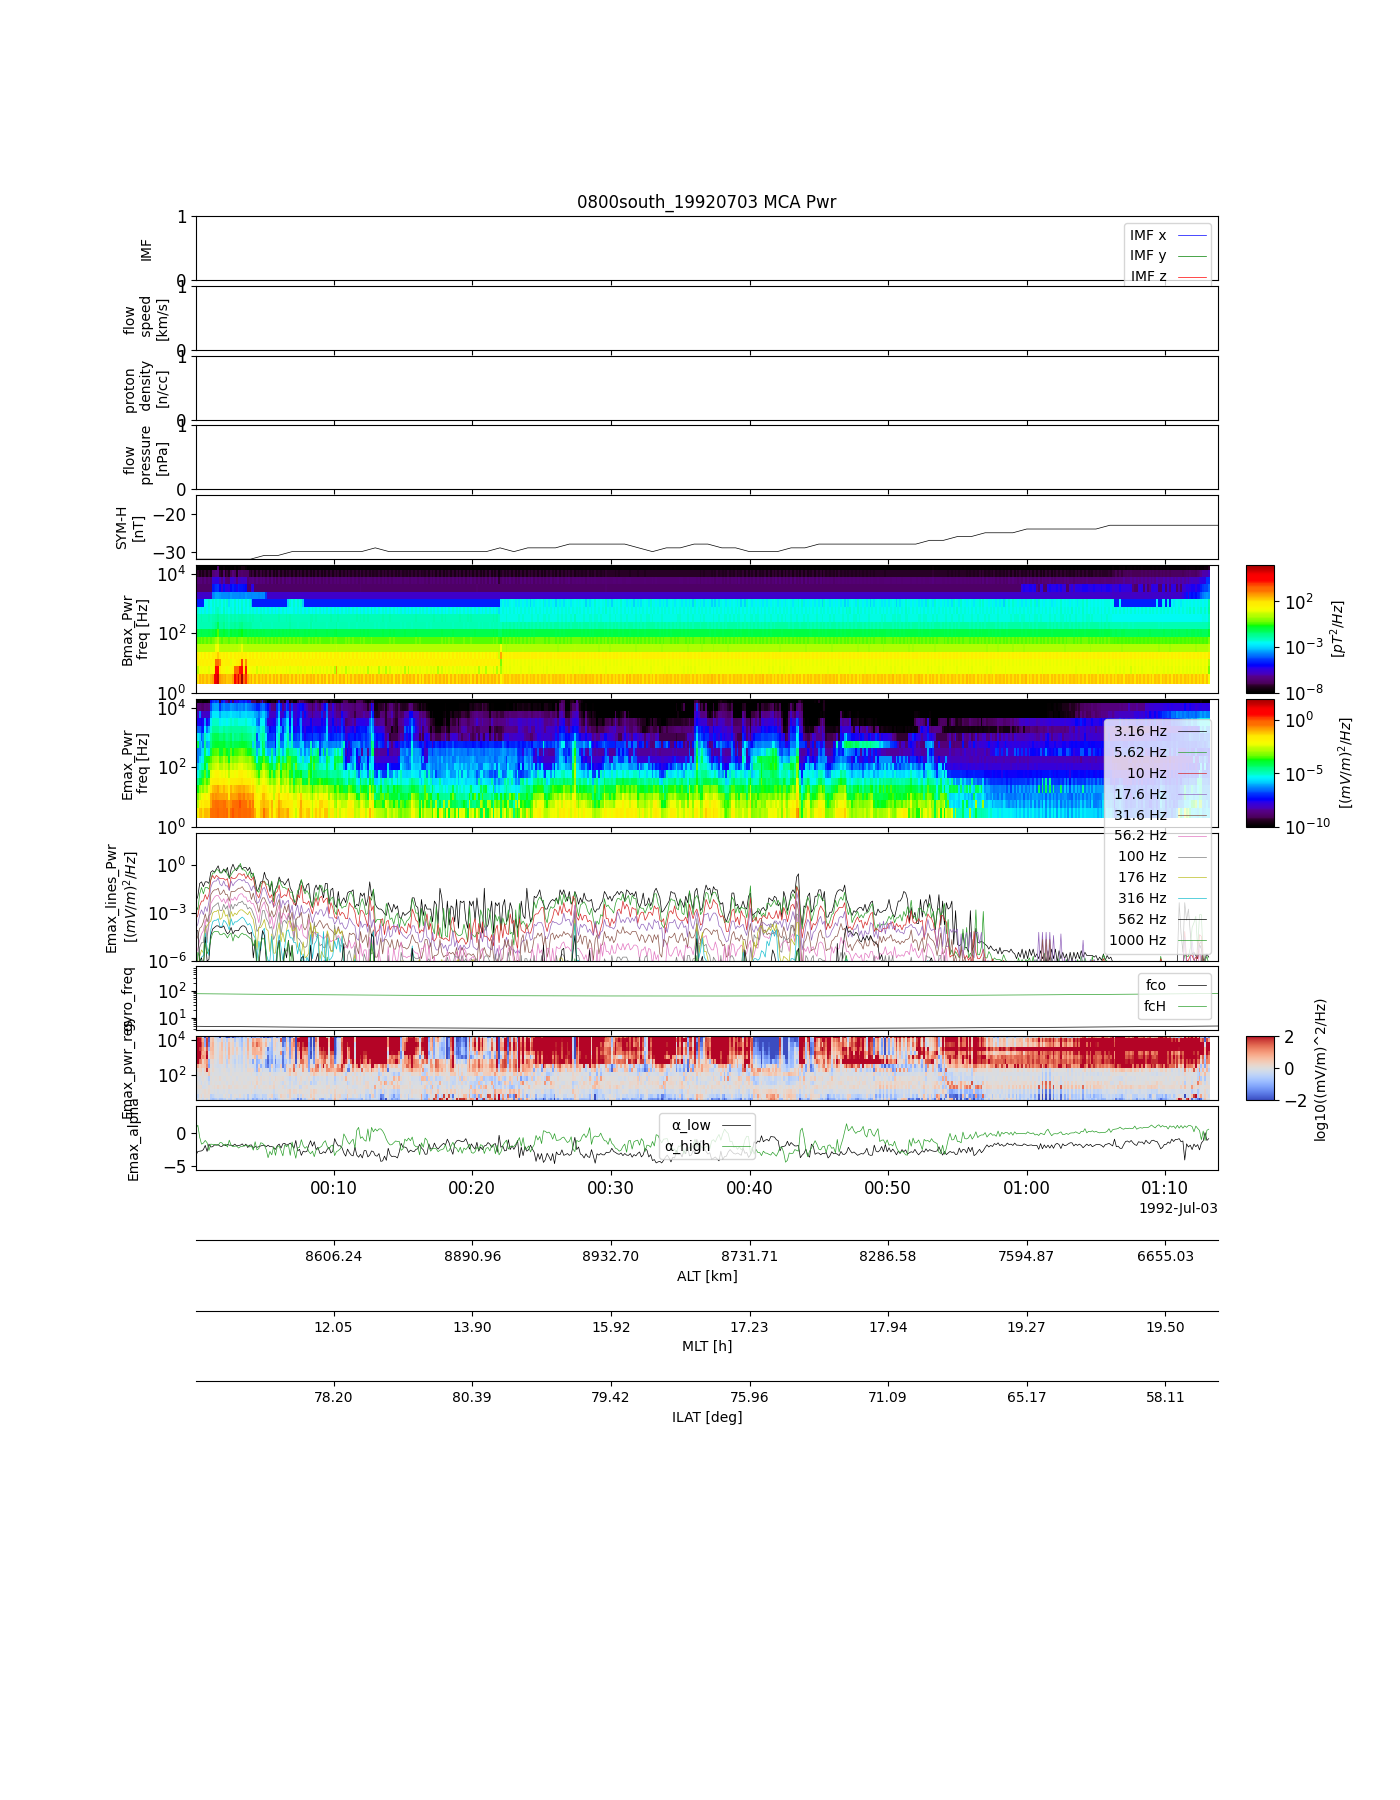 0800south_19920703 MCA Pwr
1
0
IMF
IMF x
IMF y
IMF z
1
0
flow
speed
[km/s]
1
0
proton
density
[n/cc]
1
0
flow
pressure
[nPa]
−20
−30
SYM-H
[nT]
10^4
10^2
10^0
Bmax_Pwr
freq [Hz]
10^2
10^−3
10^−8
[pT^2/Hz]
10^4
10^2
10^0
Emax_Pwr
freq [Hz]
10^0
10^−5
10^−10
[(mV/m)^2/Hz]
3.16 Hz
5.62 Hz
10 Hz
17.6 Hz
31.6 Hz
56.2 Hz
100 Hz
176 Hz
316 Hz
562 Hz
1000 Hz
10^0
10^−3
10^−6
Emax_lines_Pwr
[(mV/m)^2/Hz]
10^2
10^1
gyro_freq
fco
fcH
10^4
10^2
Emax_pwr_reg
2
0
−2
log10((mV/m)^2/Hz)
0
−5
Emax_alpha
α_low
α_high
00:10 00:20 00:30 00:40 00:50 01:00 01:10
1992-Jul-03
8606.24 8890.96 8932.70 8731.71 8286.58 7594.87 6655.03
ALT [km]
12.05 13.90 15.92 17.23 17.94 19.27 19.50
MLT [h]
78.20 80.39 79.42 75.96 71.09 65.17 58.11
ILAT [deg]